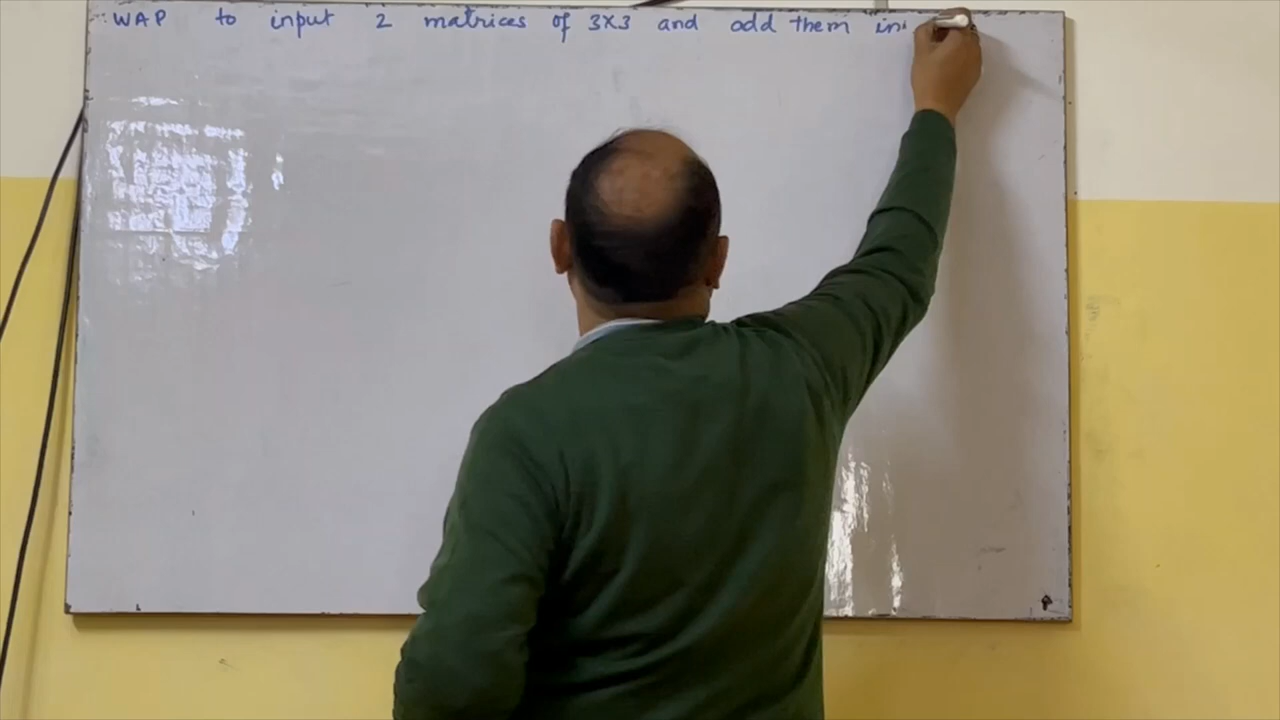 WAP to input 2 matrices of 3X3 and add them in